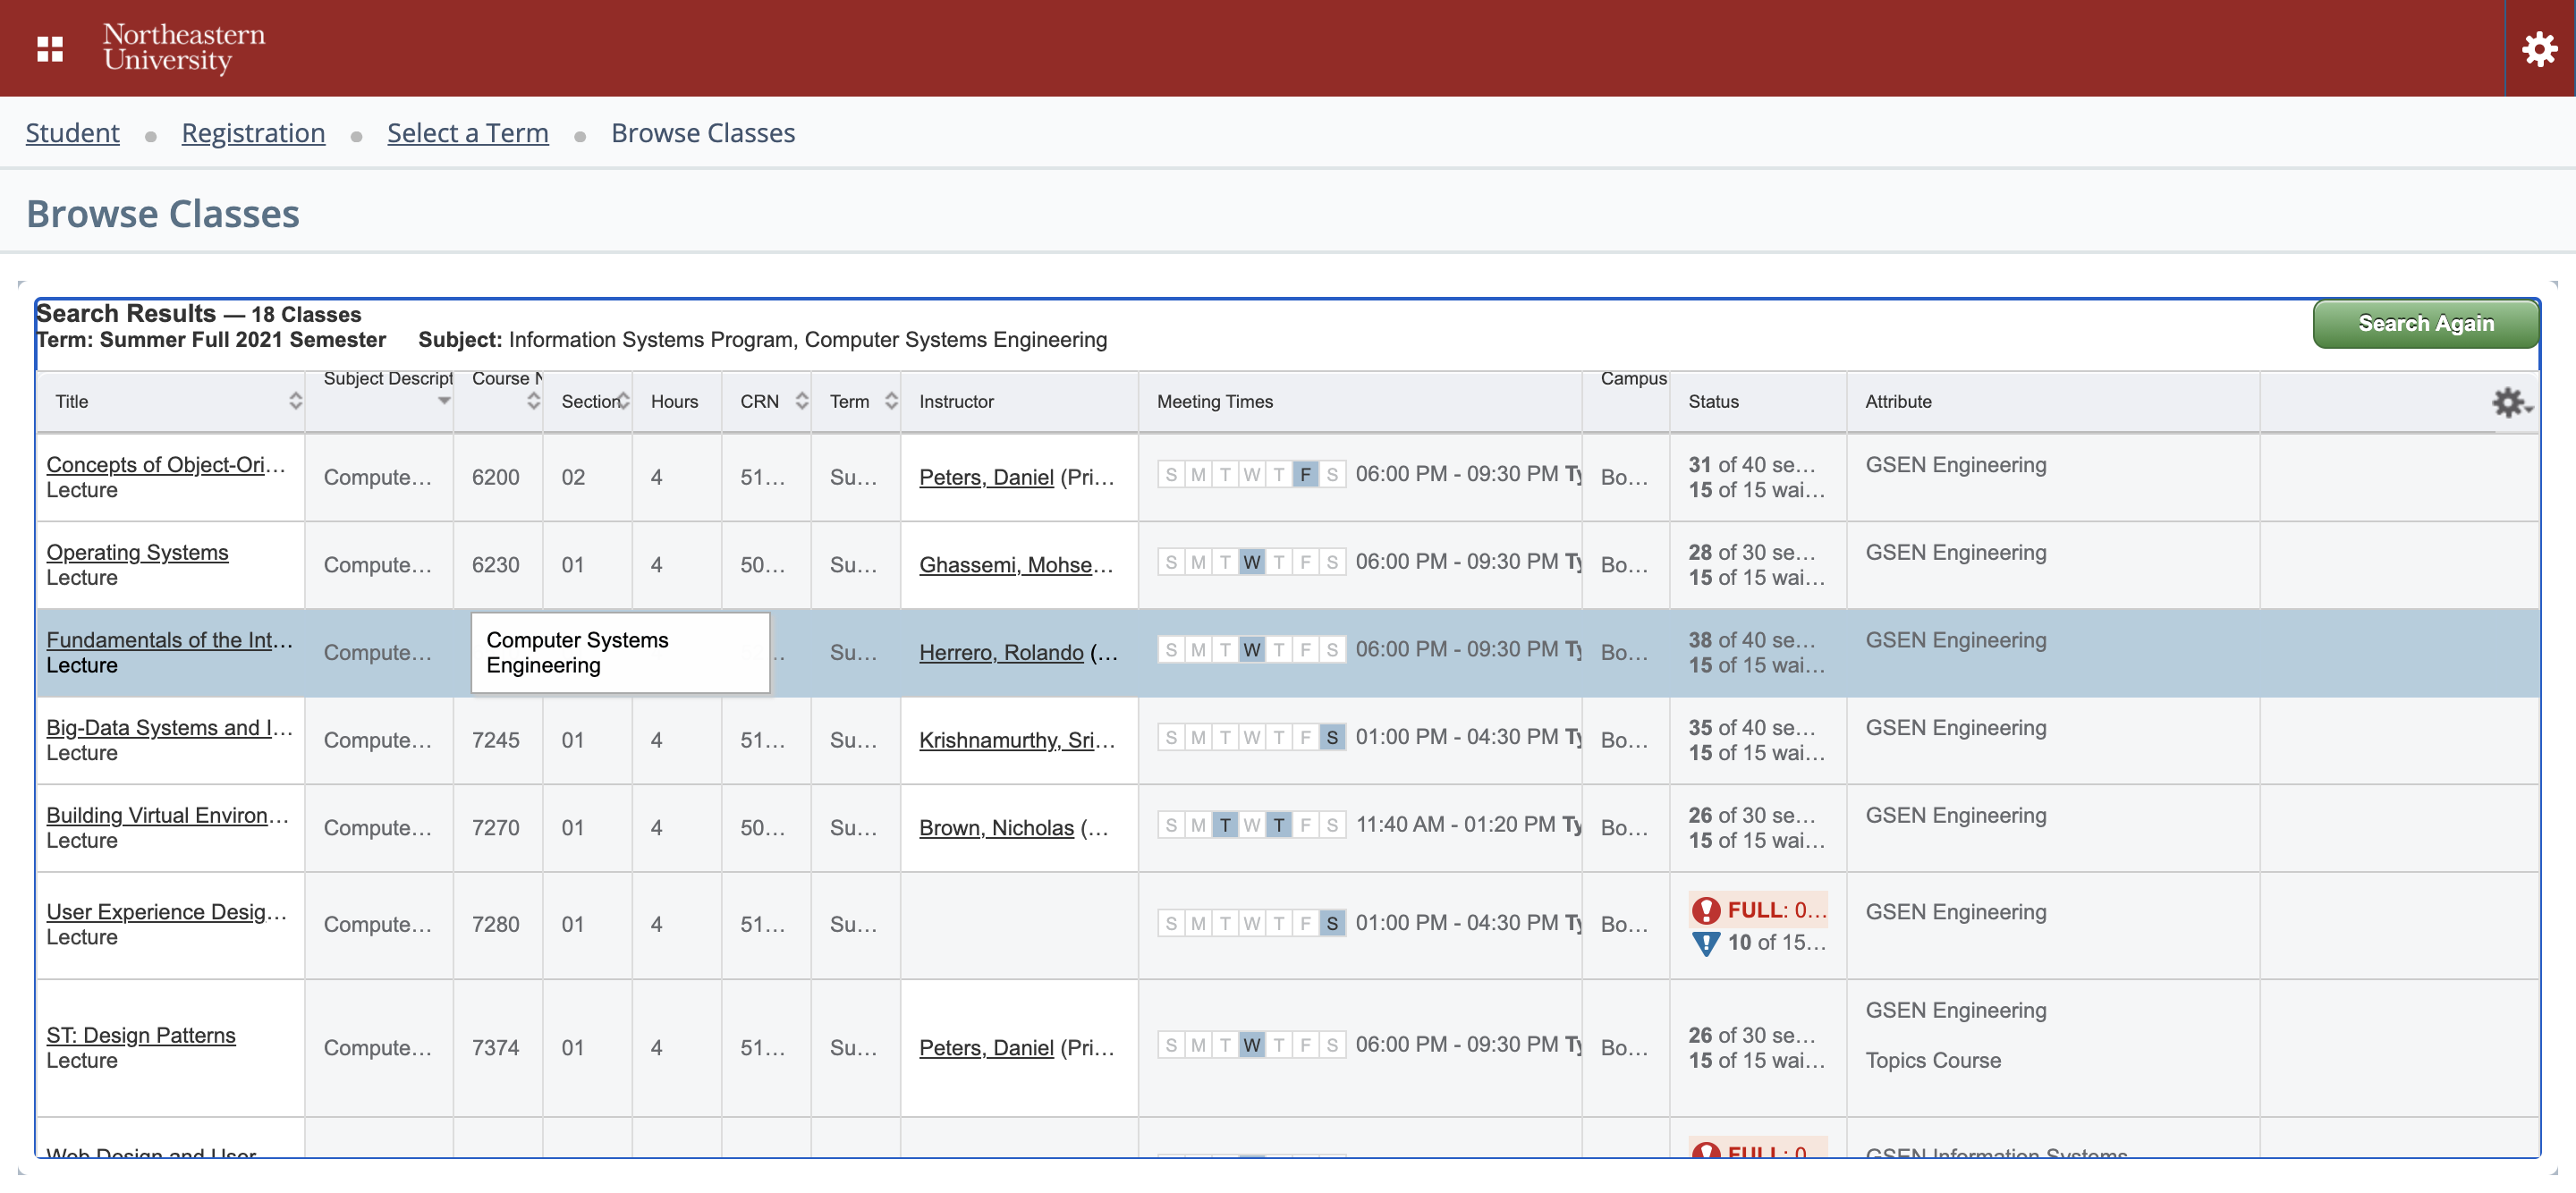 Northeastern
University
Student
Registration
Select a Term
Browse Classes
Browse Classes
Search Results — 18 Classes
Term: Summer Full 2021 Semester Subject: Information Systems Program, Computer Systems Engineering
Search Again
Title Subject Descript Course N Section Hours CRN Term Instructor Meeting Times Campus Status Attribute
Concepts of Object-Ori...
Lecture
Compute... 6200 02 4 51... Su... Peters, Daniel (Pri... S M T W T F S 06:00 PM - 09:30 PM Ty Bo...
31 of 40 se...
15 of 15 wai...
GSEN Engineering
Operating Systems
Lecture
Compute... 6230 01 4 50... Su... Ghassemi, Mohse... S M T W T F S 06:00 PM - 09:30 PM Ty Bo...
28 of 30 se...
15 of 15 wai...
GSEN Engineering
Fundamentals of the Int...
Lecture
Compute...
Computer Systems
Engineering
Su... Herrero, Rolando (... S M T W T F S 06:00 PM - 09:30 PM Ty Bo...
38 of 40 se...
15 of 15 wai...
GSEN Engineering
Big-Data Systems and I...
Lecture
Compute... 7245 01 4 51... Su... Krishnamurthy, Sri... S M T W T F S 01:00 PM - 04:30 PM Ty Bo...
35 of 40 se...
15 of 15 wai...
GSEN Engineering
Building Virtual Environ...
Lecture
Compute... 7270 01 4 50... Su... Brown, Nicholas (... S M T W T F S 11:40 AM - 01:20 PM Ty Bo...
26 of 30 se...
15 of 15 wai...
GSEN Engineering
User Experience Desig...
Lecture
Compute... 7280 01 4 51... Su... S M T W T F S 01:00 PM - 04:30 PM Ty Bo...
FULL: 0...
10 of 15...
GSEN Engineering
ST: Design Patterns
Lecture
Compute... 7374 01 4 51... Su... Peters, Daniel (Pri... S M T W T F S 06:00 PM - 09:30 PM Ty Bo...
26 of 30 se...
15 of 15 wai...
GSEN Engineering
Topics Course
Web Design and User
FULL: 0
GSEN Information Systems